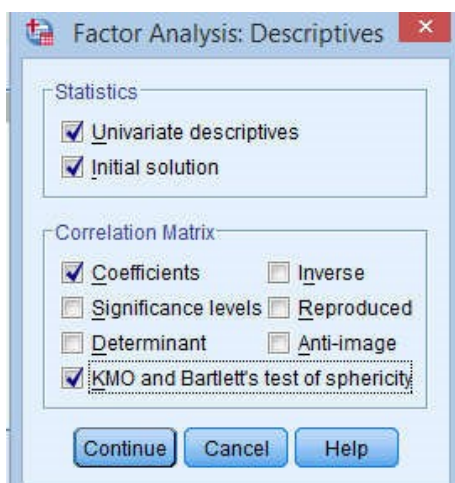 Factor Analysis: Descriptives
Statistics
Univariate descriptives
Initial solution
Correlation Matrix
Coefficients Inverse
Significance levels Reproduced
Determinant Anti-image
KMO and Bartlett's test of sphericity
Continue Cancel Help